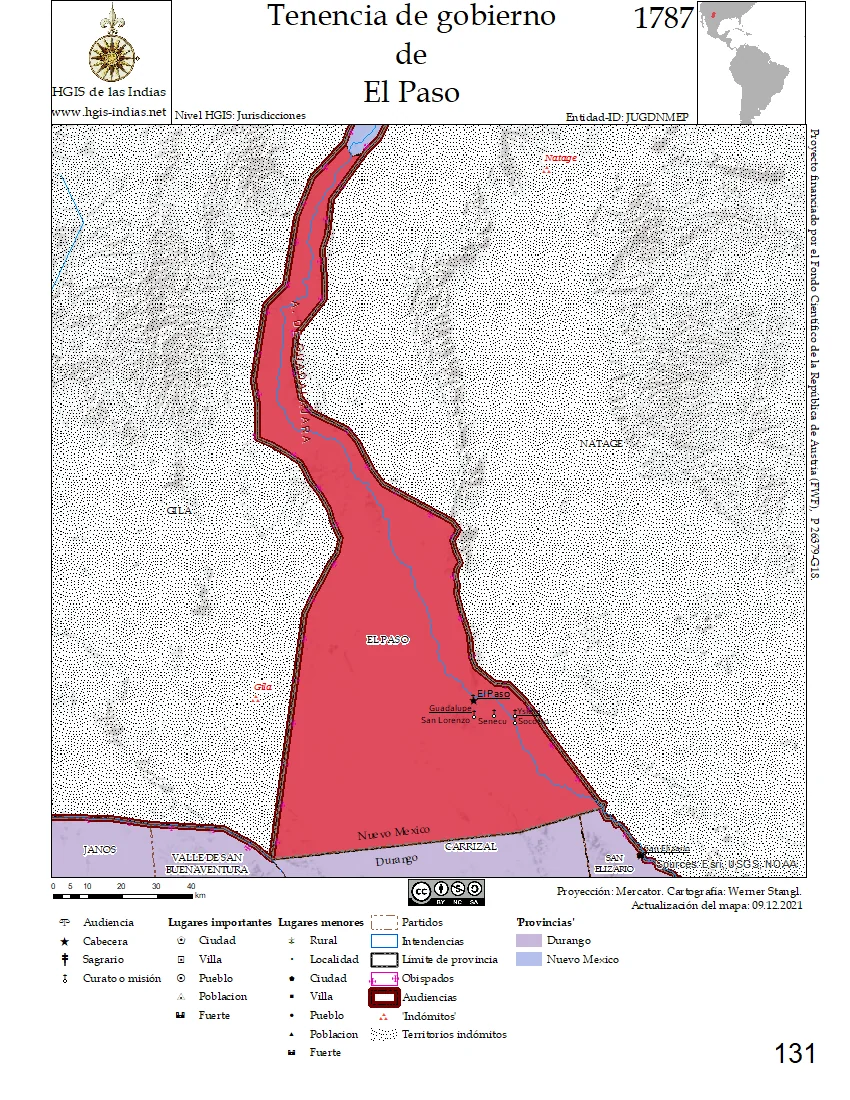 Tenencia de gobierno
de
El Paso
1787
HGIS de las Indias
www.hgis-indias.net
Nivel HGIS: Jurisdicciones
Entidad-ID: JUGDNMEP
Proyecto financiado por el Fondo Científico de la República de Austria (FWF), P 26379-G18.
Natage
NATAGE
GILA
EL PASO
Gila
El Paso
Guadalupe
San Lorenzo
Senecu
Nuevo Mexico
Durango
CARRIZAL
JANOS
VALLE DE SAN
BUENAVENTURA
SAN
ELIZARIO
Sources: Esri, USGS, NOAA
0 5 10 20 30 40
km
CC BY NC SA
Proyección: Mercator. Cartografía: Werner Stangl.
Actualización del mapa: 09.12.2021
Audiencia
Cabecera
Sagrario
Curato o misión
Lugares importantes
Ciudad
Villa
Pueblo
Poblacion
Fuerte
Lugares menores
Rural
Localidad
Ciudad
Villa
Pueblo
Poblacion
Fuerte
Partidos
Intendencias
Límite de provincia
Obispados
Audiencias
'Indómitos'
Territorios indómitos
'Provincias'
Durango
Nuevo Mexico
131